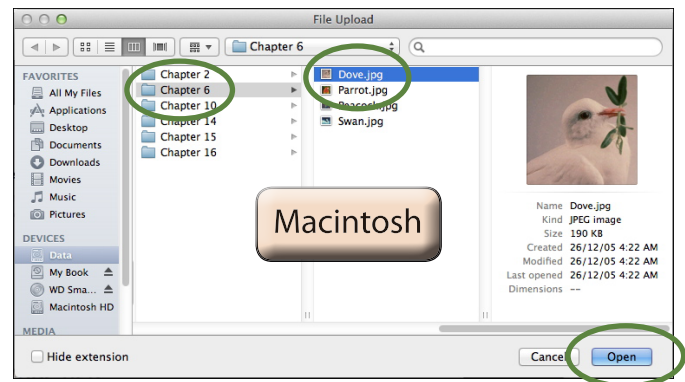 File Upload
Chapter 6
FAVORITES
All My Files
Applications
Desktop
Documents
Downloads
Movies
Music
Pictures
DEVICES
Data
My Book
WD Sma...
Macintosh HD
MEDIA
Chapter 2
Chapter 6
Chapter 10
Chapter 14
Chapter 15
Chapter 16
Dove.jpg
Parrot.jpg
Peacock.jpg
Swan.jpg
Macintosh
Name Dove.jpg
Kind JPEG image
Size 190 KB
Created 26/12/05 4:22 AM
Modified 26/12/05 4:22 AM
Last opened 26/12/05 4:22 AM
Dimensions --
Hide extension
Cancel
Open